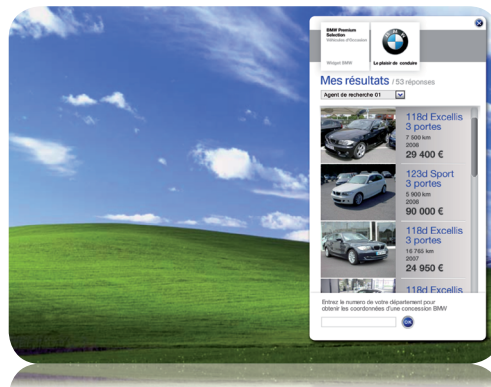 BMW Premium
Selection
Véhicules d'Occasion
Widget BMW
BMW
Le plaisir de conduire
Mes résultats / 53 réponses
Agent de recherche 01
118d Excellis
3 portes
7 500 km
2008
29 400 €
123d Sport
3 portes
5 900 km
2008
90 000 €
118d Excellis
3 portes
16 765 km
2007
24 950 €
118d Excellis
Entrez le numero de votre département pour
obtenir les coordonnées d'une concession BMW
OK